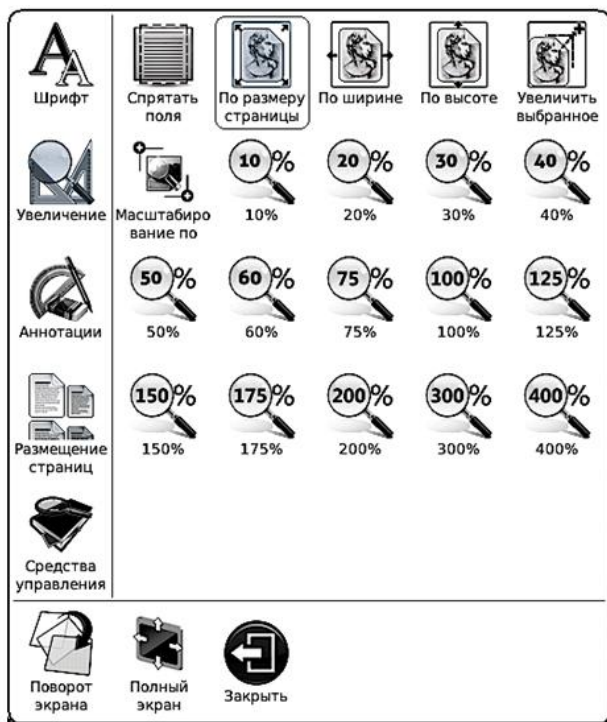 Шрифт
Спрятать
поля
По размеру
страницы
По ширине
По высоте
Увеличить
выбранное
Увеличение
Масштабиро
вание по
10%
10%
20%
20%
30%
30%
40%
40%
Аннотации
50%
50%
60%
60%
75%
75%
100%
100%
125%
125%
Размещение
страниц
150%
150%
175%
175%
200%
200%
300%
300%
400%
400%
Средства
управления
Поворот
экрана
Полный
экран
Закрыть